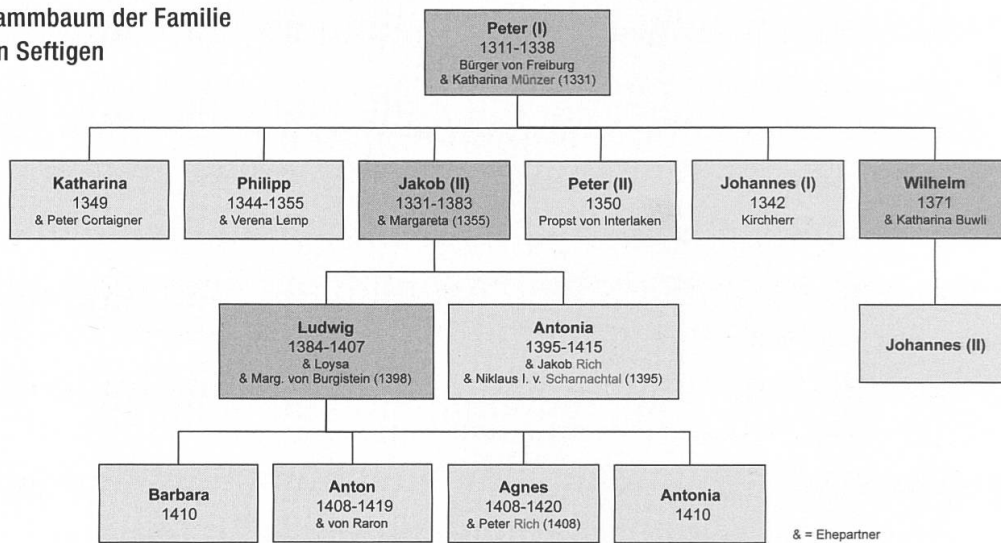 ammbaum der Familie
n Seftigen
Peter (I)
1311-1338
Bürger von Freiburg
& Katharina Münzer (1331)
Katharina
1349
& Peter Cortaigner
Philipp
1344-1355
& Verena Lemp
Jakob (II)
1331-1383
& Margareta (1355)
Peter (II)
1350
Propst von Interlaken
Johannes (I)
1342
Kirchherr
Wilhelm
1371
& Katharina Buwli
Ludwig
1384-1407
& Loysa
& Marg. von Burgistein (1398)
Antonia
1395-1415
& Jakob Rich
& Niklaus I. v. Scharnachtal (1395)
Johannes (II)
Barbara
1410
Anton
1408-1419
& von Raron
Agnes
1408-1420
& Peter Rich (1408)
Antonia
1410
& = Ehepartner